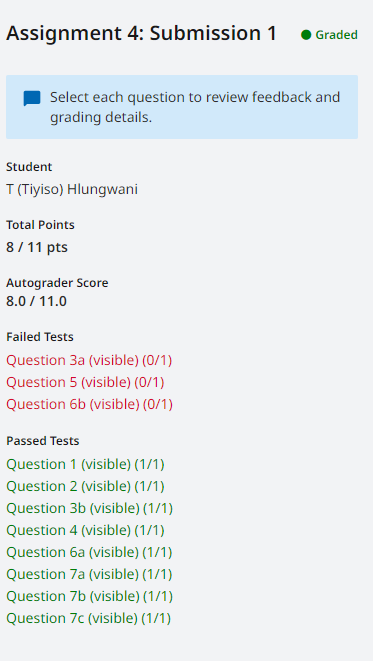 Assignment 4: Submission 1
Graded
Select each question to review feedback and
grading details.
Student
T (Tiyiso) Hlungwani
Total Points
8 / 11 pts
Autograder Score
8.0 / 11.0
Failed Tests
Question 3a (visible) (0/1)
Question 5 (visible) (0/1)
Question 6b (visible) (0/1)
Passed Tests
Question 1 (visible) (1/1)
Question 2 (visible) (1/1)
Question 3b (visible) (1/1)
Question 4 (visible) (1/1)
Question 6a (visible) (1/1)
Question 7a (visible) (1/1)
Question 7b (visible) (1/1)
Question 7c (visible) (1/1)